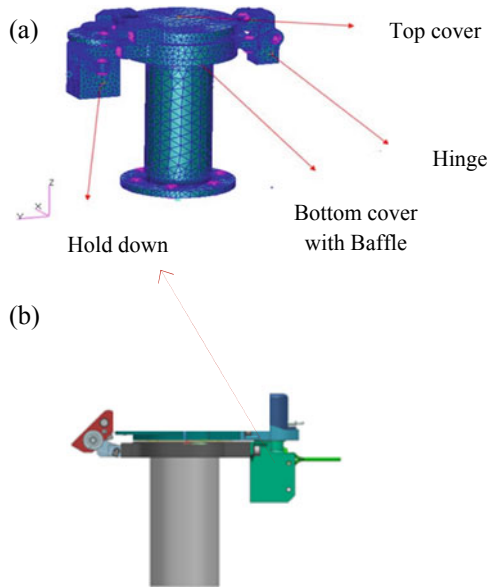 (a)
Top cover
Hinge
Bottom cover
with Baffle
Hold down
Z
X
Y
(b)